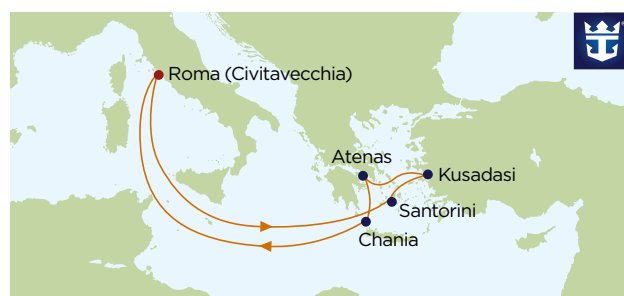 Roma (Civitavecchia)
Atenas
Kusadasi
Santorini
Chania